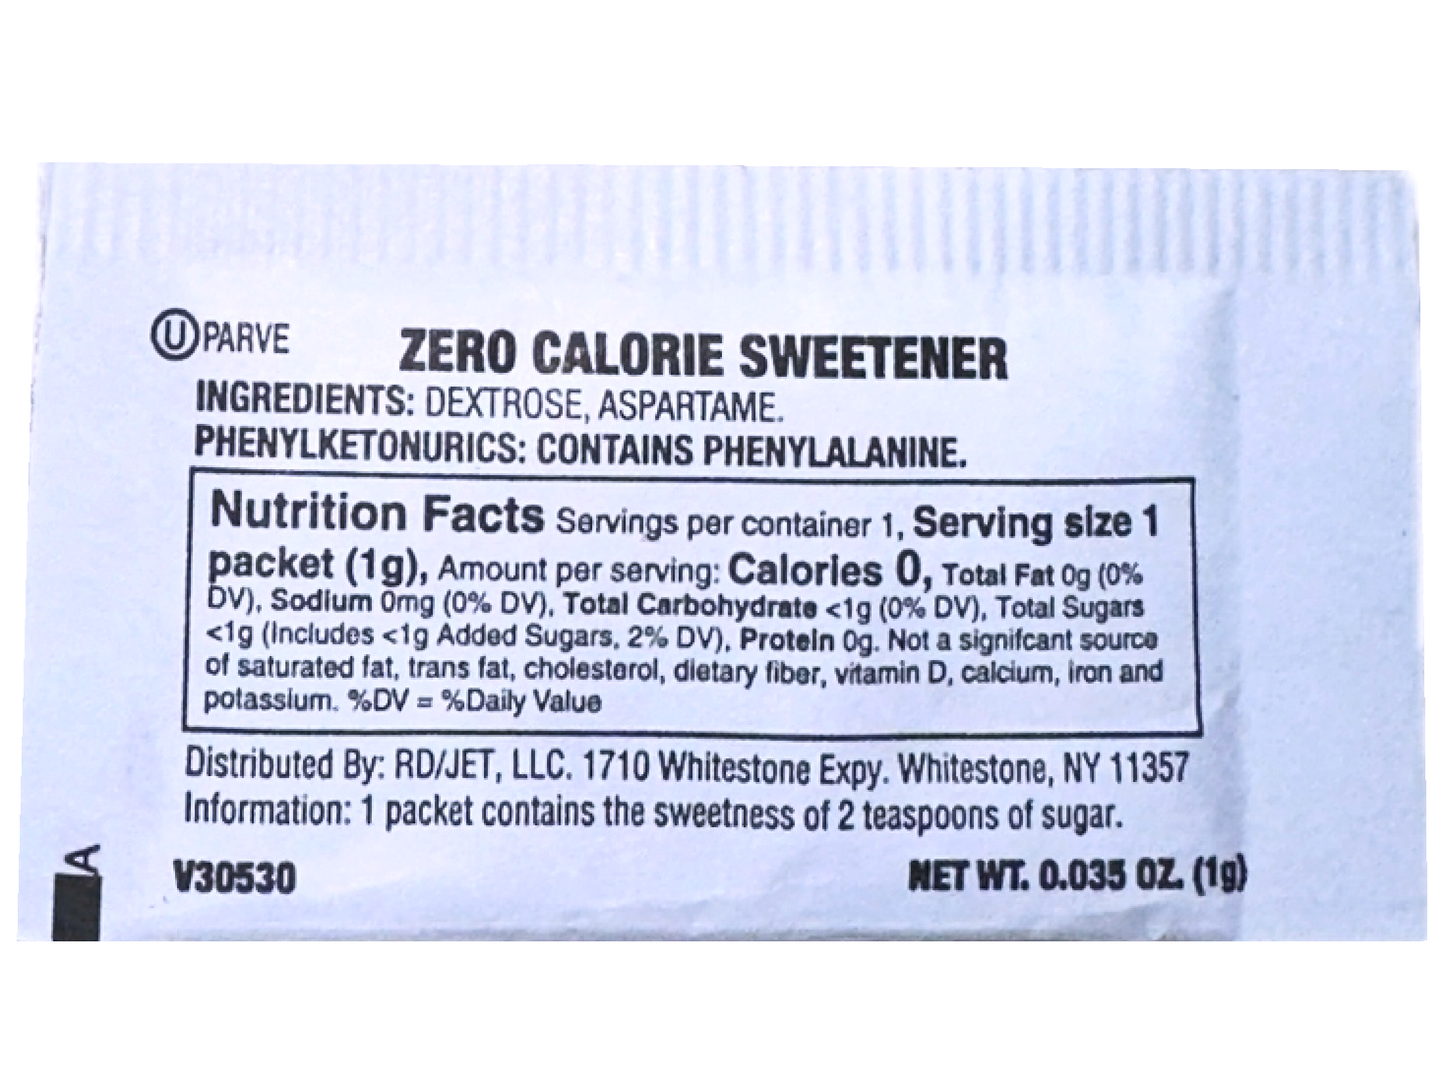 Ⓤ PARVE ZERO CALORIE SWEETENER
INGREDIENTS: DEXTROSE, ASPARTAME.
PHENYLKETONURICS: CONTAINS PHENYLALANINE.
Nutrition Facts Servings per container 1, Serving size 1
packet (1g), Amount per serving: Calories 0, Total Fat 0g (0%
DV), Sodium 0mg (0% DV), Total Carbohydrate <1g (0% DV), Total Sugars
<1g (Includes <1g Added Sugars, 2% DV), Protein 0g. Not a signifcant source
of saturated fat, trans fat, cholesterol, dietary fiber, vitamin D, calcium, iron and
potassium. %DV = %Daily Value
Distributed By: RD/JET, LLC. 1710 Whitestone Expy. Whitestone, NY 11357
Information: 1 packet contains the sweetness of 2 teaspoons of sugar.
A
V30530 NET WT. 0.035 OZ. (1g)